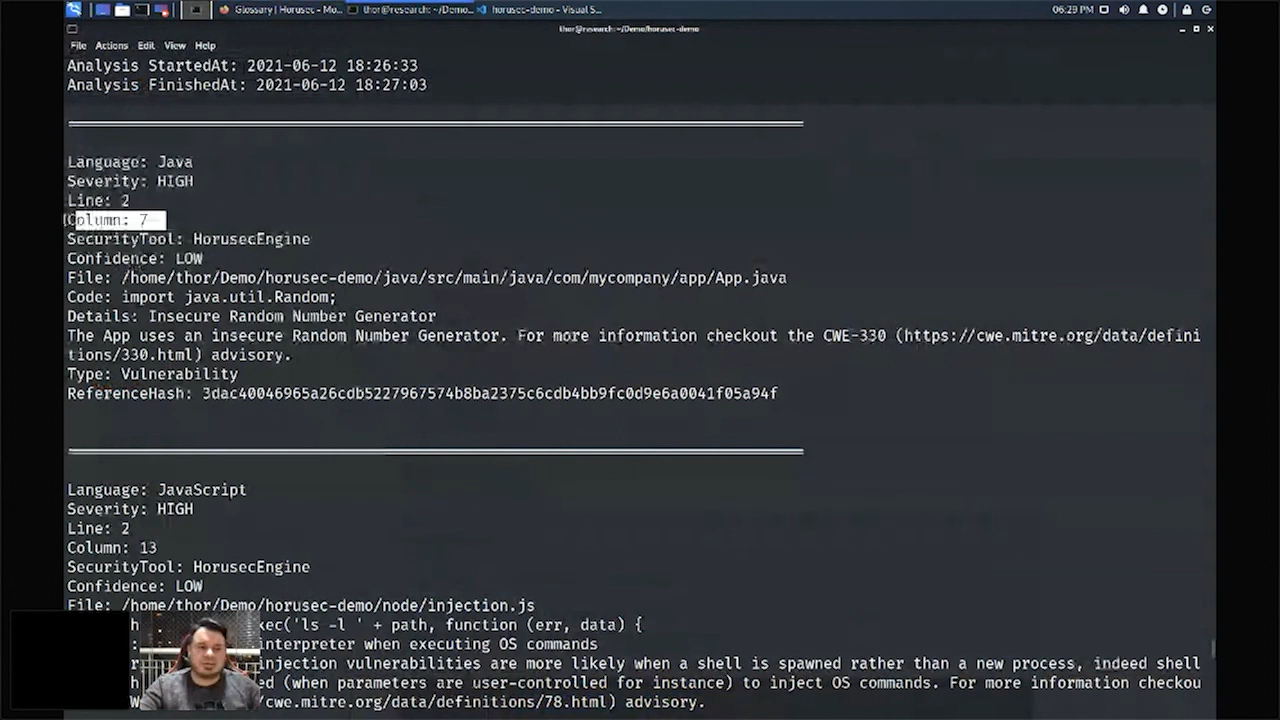 Glossary | Horusec - Mo... thor@research: ~/Demo... horusec-demo - Visual S... 06:29 PM
thor@research: ~/Demo/horusec-demo
File Actions Edit View Help
Analysis StartedAt: 2021-06-12 18:26:33
Analysis FinishedAt: 2021-06-12 18:27:03
Language: Java
Severity: HIGH
Line: 2
Column: 7
SecurityTool: HorusecEngine
Confidence: LOW
File: /home/thor/Demo/horusec-demo/java/src/main/java/com/mycompany/app/App.java
Code: import java.util.Random;
Details: Insecure Random Number Generator
The App uses an insecure Random Number Generator. For more information checkout the CWE-330 (https://cwe.mitre.org/data/defini
tions/330.html) advisory.
Type: Vulnerability
ReferenceHash: 3dac40046965a26cdb5227967574b8ba2375c6cdb4bb9fc0d9e6a0041f05a94f
Language: JavaScript
Severity: HIGH
Line: 2
Column: 13
SecurityTool: HorusecEngine
Confidence: LOW
File: /home/thor/Demo/horusec-demo/node/injection.js
ec('ls -l ' + path, function (err, data) {
interpreter when executing OS commands
injection vulnerabilities are more likely when a shell is spawned rather than a new process, indeed shell
(when parameters are user-controlled for instance) to inject OS commands. For more information checkou
/cwe.mitre.org/data/definitions/78.html) advisory.